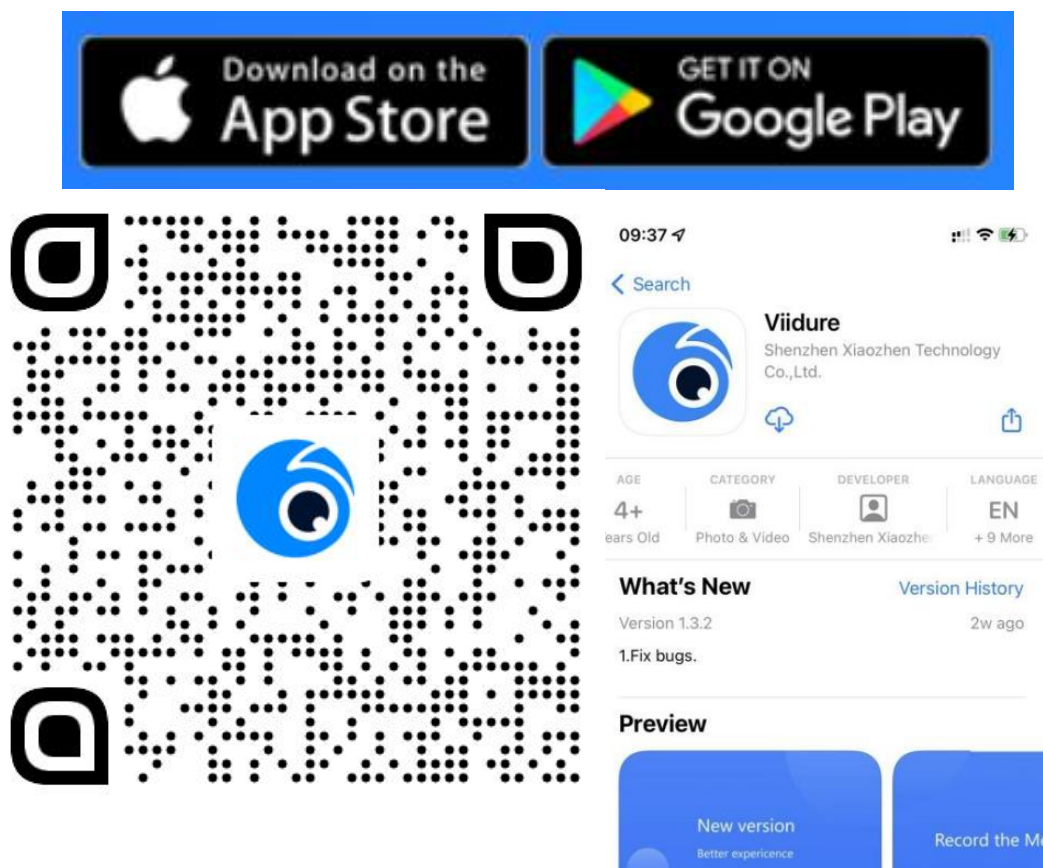 Download on the
App Store
GET IT ON
Google Play
09:37
Search
Viidure
Shenzhen Xiaozhen Technology
Co.,Ltd.
AGE
CATEGORY
DEVELOPER
LANGUAGE
4+
EN
ears Old
Photo & Video
Shenzhen Xiaozhe
+ 9 More
What's New
Version History
Version 1.3.2
2w ago
1.Fix bugs.
Preview
New version
Better expericence
Record the Me